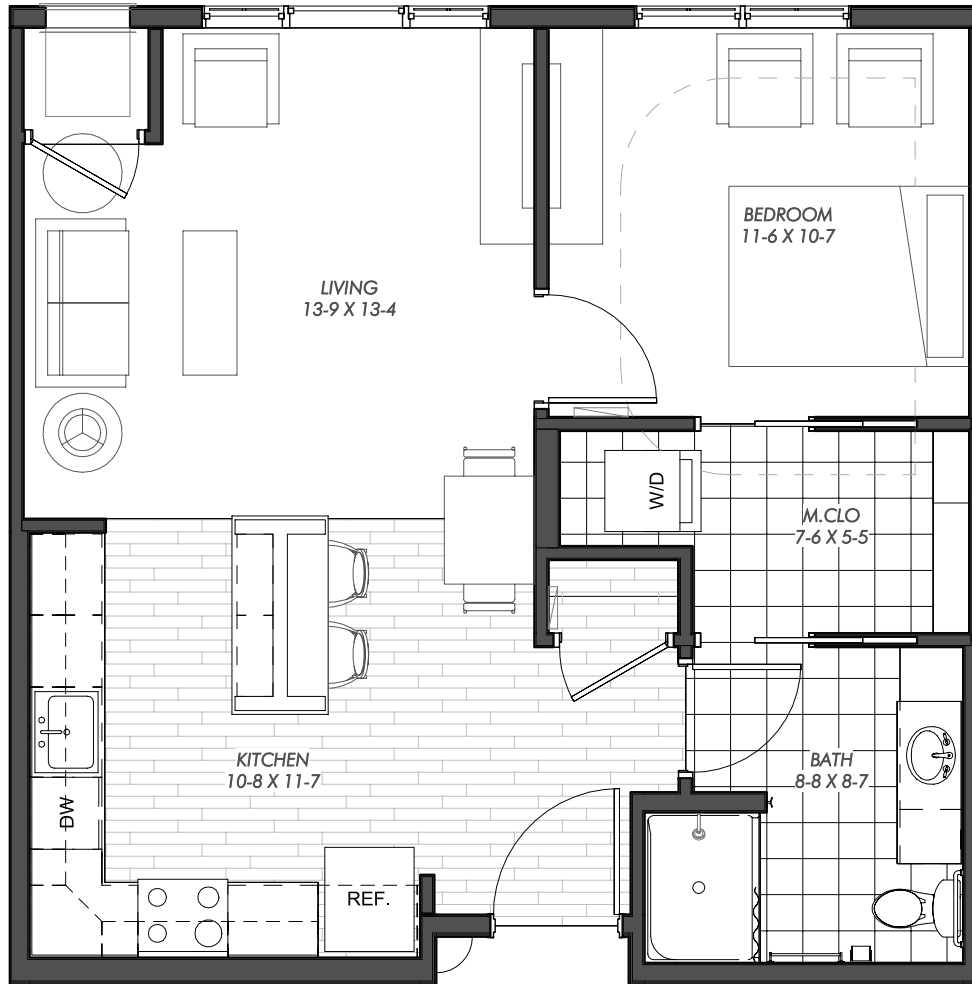 BEDROOM
11-6 X 10-7
LIVING
13-9 X 13-4
W/D
M.CLO
7-6 X 5-5
KITCHEN
10-8 X 11-7
BATH
8-8 X 8-7
DW
REF.